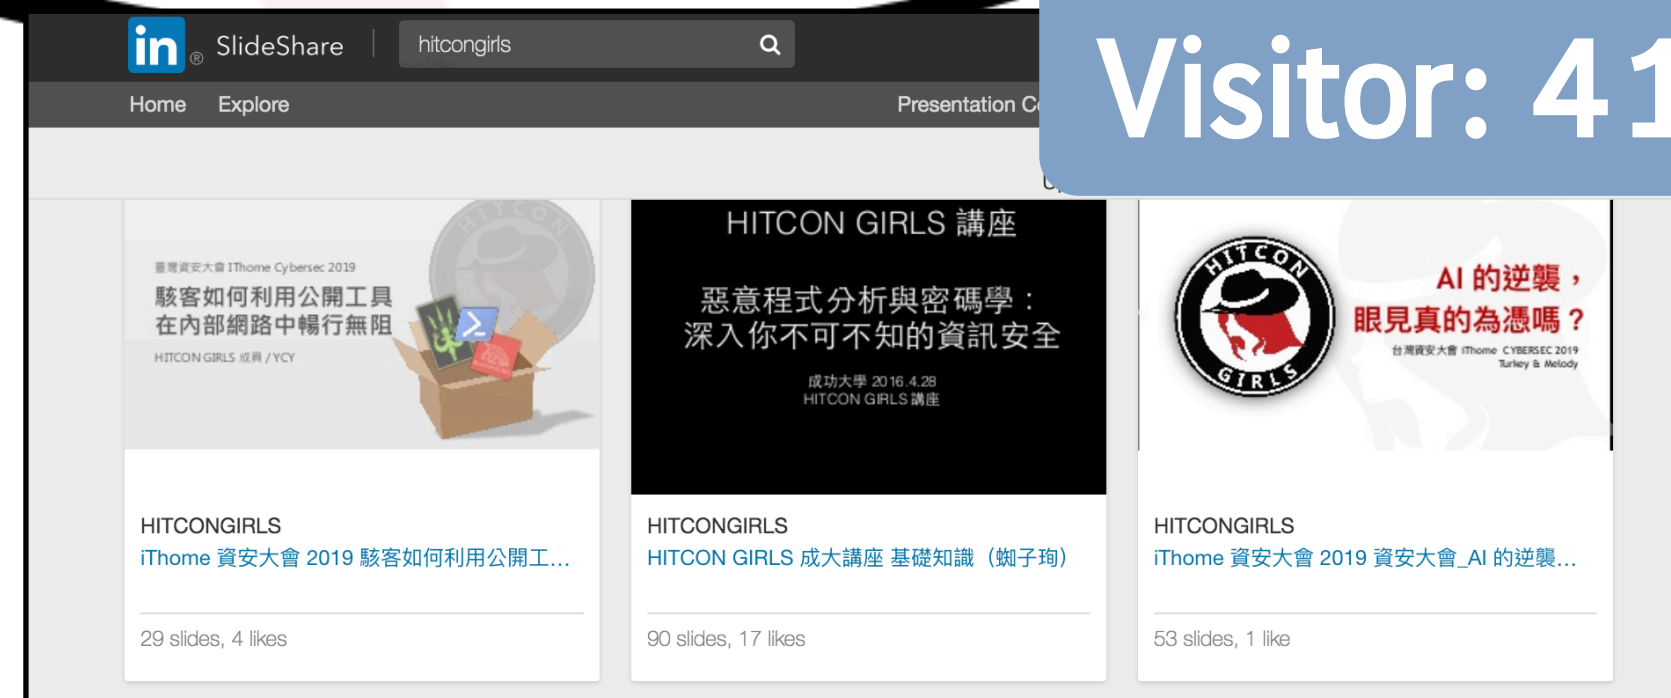 in® SlideShare hitcongirls
Visitor: 41
Home Explore Presentation Co
臺灣資安大會 IThome Cybersec 2019
駭客如何利用公開工具
在內部網路中暢行無阻
HITCON GIRLS 成員 / YCY
HITCON
HITCON GIRLS 講座
惡意程式分析與密碼學：
深入你不可不知的資訊安全
成功大學 2016.4.28
HITCON GIRLS 講座
HITCON
GIRLS
AI 的逆襲，
眼見真的為憑嗎？
台灣資安大會 iThome CYBERSEC 2019
Turkey & Melody
HITCONGIRLS
iThome 資安大會 2019 駭客如何利用公開工...
29 slides, 4 likes
HITCONGIRLS
HITCON GIRLS 成大講座 基礎知識（蜘子珣）
90 slides, 17 likes
HITCONGIRLS
iThome 資安大會 2019 資安大會_AI 的逆襲...
53 slides, 1 like